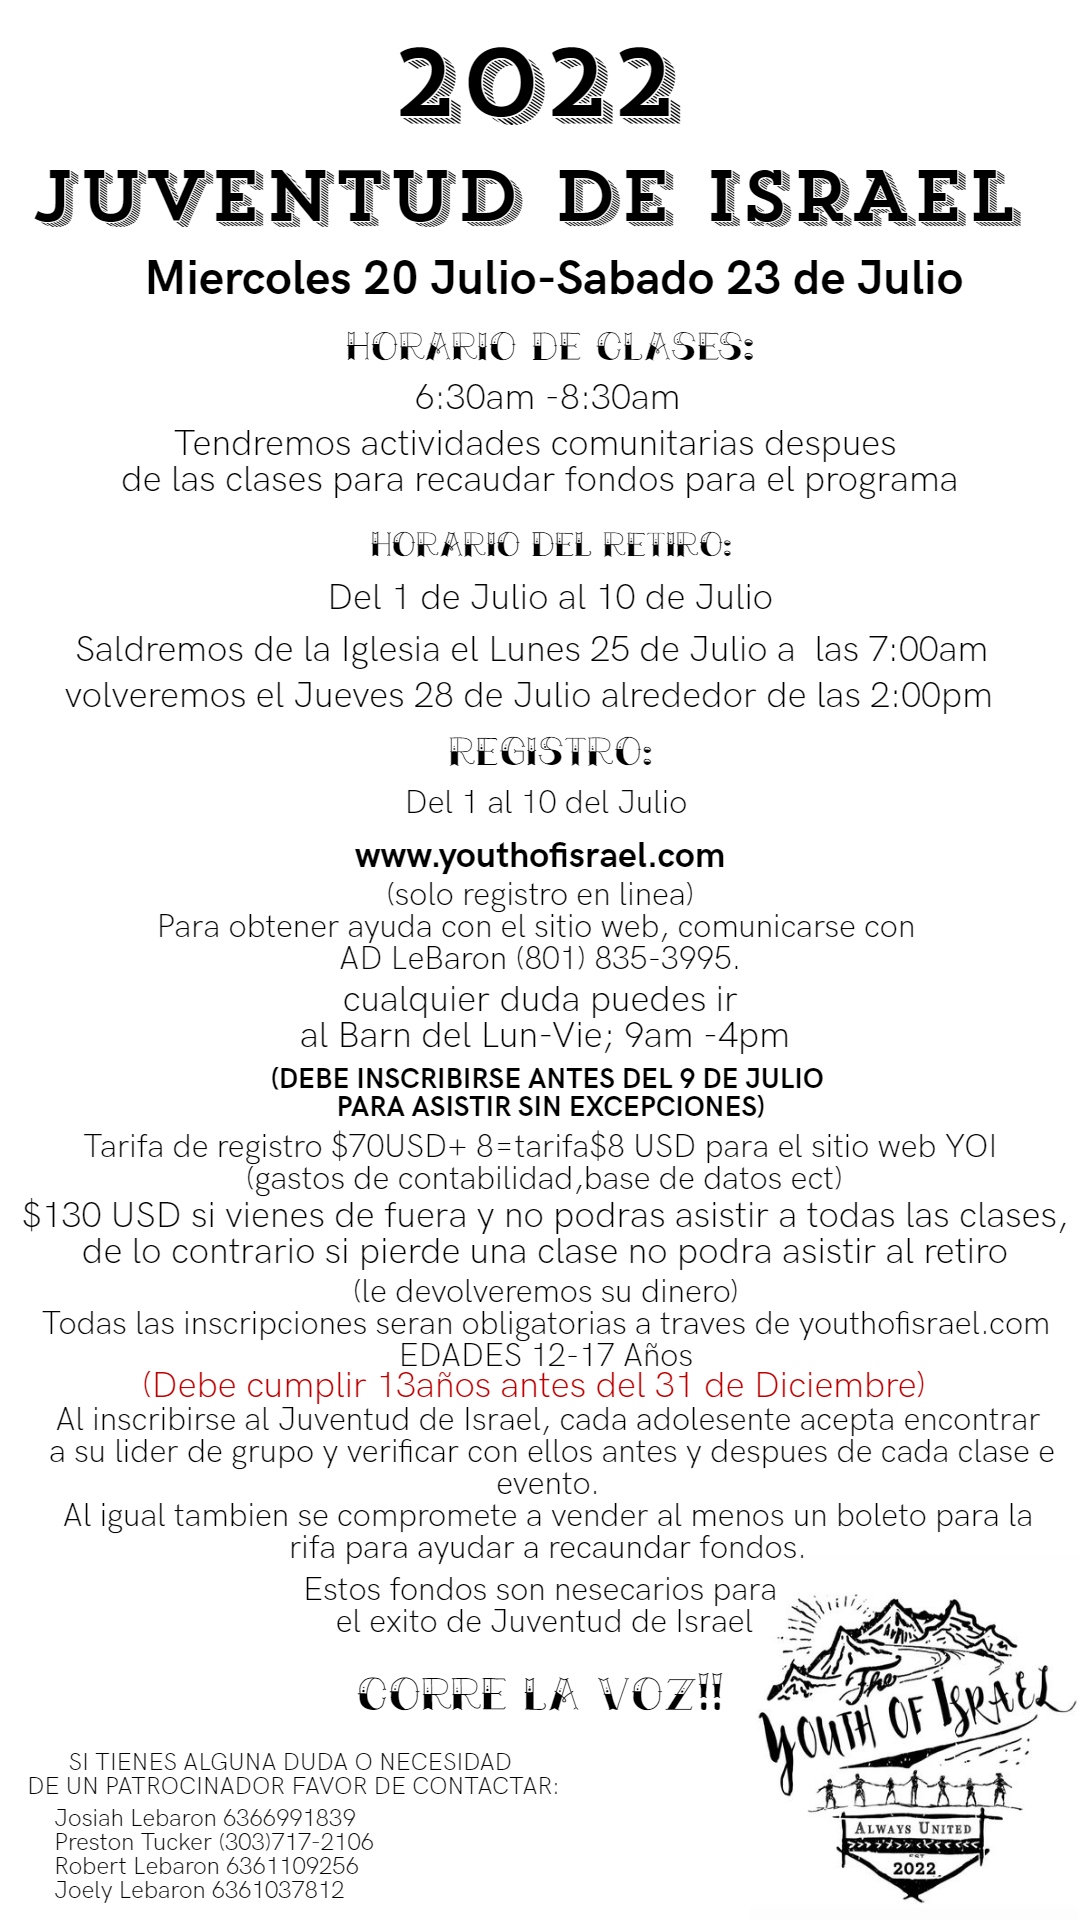 2022
JUVENTUD DE ISRAEL
Miercoles 20 Julio-Sabado 23 de Julio
HORARIO DE CLASES:
6:30am -8:30am
Tendremos actividades comunitarias despues
de las clases para recaudar fondos para el programa
HORARIO DEL RETIRO:
Del 1 de Julio al 10 de Julio
Saldremos de la Iglesia el Lunes 25 de Julio a las 7:00am
volveremos el Jueves 28 de Julio alrededor de las 2:00pm
REGISTRO:
Del 1 al 10 del Julio
www.youthofisrael.com
(solo registro en linea)
Para obtener ayuda con el sitio web, comunicarse con
AD LeBaron (801) 835-3995.
cualquier duda puedes ir
al Barn del Lun-Vie; 9am -4pm
(DEBE INSCRIBIRSE ANTES DEL 9 DE JULIO
PARA ASISTIR SIN EXCEPCIONES)
Tarifa de registro $70USD+ 8=tarifa$8 USD para el sitio web YOI
(gastos de contabilidad,base de datos ect)
$130 USD si vienes de fuera y no podras asistir a todas las clases,
de lo contrario si pierde una clase no podra asistir al retiro
(le devolveremos su dinero)
Todas las inscripciones seran obligatorias a traves de youthofisrael.com
EDADES 12-17 Años
(Debe cumplir 13años antes del 31 de Diciembre)
Al inscribirse al Juventud de Israel, cada adolesente acepta encontrar
a su lider de grupo y verificar con ellos antes y despues de cada clase e
evento.
Al igual tambien se compromete a vender al menos un boleto para la
rifa para ayudar a recaundar fondos.
Estos fondos son nesecarios para
el exito de Juventud de Israel
CORRE LA VOZ!!
SI TIENES ALGUNA DUDA O NECESIDAD
DE UN PATROCINADOR FAVOR DE CONTACTAR:
Josiah Lebaron 6366991839
Preston Tucker (303)717-2106
Robert Lebaron 6361109256
Joely Lebaron 6361037812
The
YOUTH OF ISRAEL
ALWAYS UNITED
EST
2022